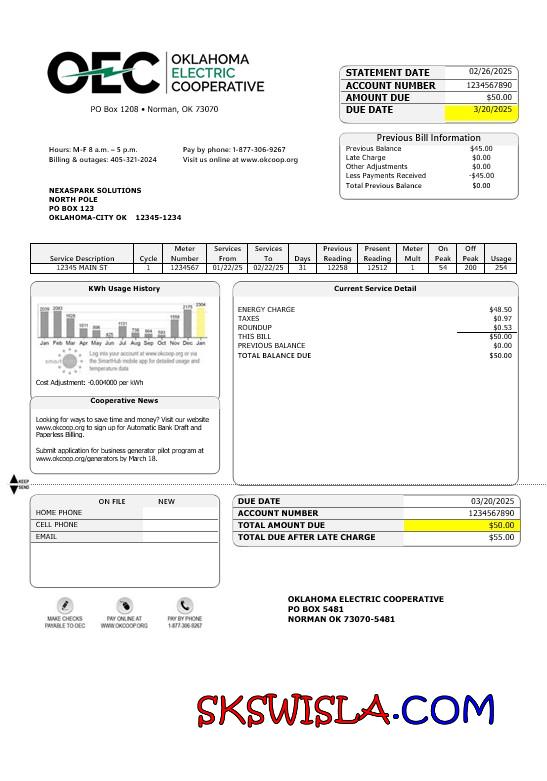 OEC OKLAHOMA
ELECTRIC
COOPERATIVE
PO Box 1208 • Norman, OK 73070
STATEMENT DATE 02/26/2025
ACCOUNT NUMBER 1234567890
AMOUNT DUE $50.00
DUE DATE 3/20/2025
Hours: M-F 8 a.m. – 5 p.m. Pay by phone: 1-877-306-9267
Billing & outages: 405-321-2024 Visit us online at www.okcoop.org
Previous Bill Information
Previous Balance $45.00
Late Charge $0.00
Other Adjustments $0.00
Less Payments Received -$45.00
Total Previous Balance $0.00
NEXASPARK SOLUTIONS
NORTH POLE
PO BOX 123
OKLAHOMA-CITY OK 12345-1234
Service Description Cycle Meter Number Services From Services To Days Previous Reading Present Reading Meter Mult On Peak Off Peak Usage
12345 MAIN ST 1 1234567 01/22/25 02/22/25 31 12258 12512 1 54 200 254
KWh Usage History
Jan Feb Mar Apr May Jun Jul Aug Sep Oct Nov Dec Jan
Log into your account at www.okcoop.org or via
the SmartHub mobile app for detailed usage and
temperature data
Cost Adjustment: -0.004000 per kWh
Cooperative News
Looking for ways to save time and money? Visit our website
www.okcoop.org to sign up for Automatic Bank Draft and
Paperless Billing.
Submit application for business generator pilot program at
www.okcoop.org/generators by March 18.
Current Service Detail
ENERGY CHARGE $48.50
TAXES $0.97
ROUNDUP $0.53
THIS BILL $50.00
PREVIOUS BALANCE $0.00
TOTAL BALANCE DUE $50.00
KEEP
SEND
ON FILE NEW
HOME PHONE
CELL PHONE
EMAIL
DUE DATE 03/20/2025
ACCOUNT NUMBER 1234567890
TOTAL AMOUNT DUE $50.00
TOTAL DUE AFTER LATE CHARGE $55.00
MAKE CHECKS
PAYABLE TO OEC
PAY ONLINE AT
WWW.OKCOOP.ORG
PAY BY PHONE
1-877-306-9267
OKLAHOMA ELECTRIC COOPERATIVE
PO BOX 5481
NORMAN OK 73070-5481
SKSWISLA.COM